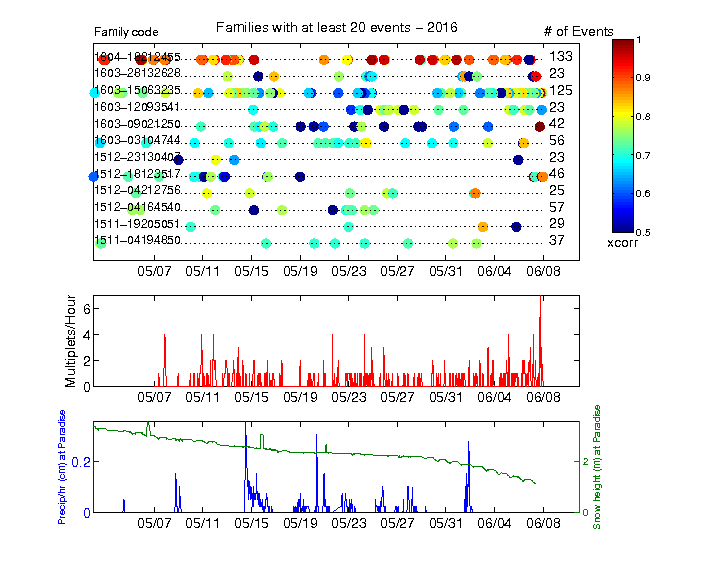 Families with at least 20 events – 2016
Family code
# of Events
1604–18212455 133
1603–28132628 23
1603–15063235 125
1603–12093541 23
1603–09021250 42
1603–03104744 56
1512–23130407 23
1512–18123517 46
1512–04212756 25
1512–04164540 57
1511–19205051 29
1511–04194850 37
05/07 05/11 05/15 05/19 05/23 05/27 05/31 06/04 06/08
1
0.9
0.8
0.7
0.6
0.5
xcorr
Multiplets/Hour
6
4
2
0
05/07 05/11 05/15 05/19 05/23 05/27 05/31 06/04 06/08
Precip/hr (cm) at Paradise
0.2
0
Snow height (m) at Paradise
2
0
05/07 05/11 05/15 05/19 05/23 05/27 05/31 06/04 06/08